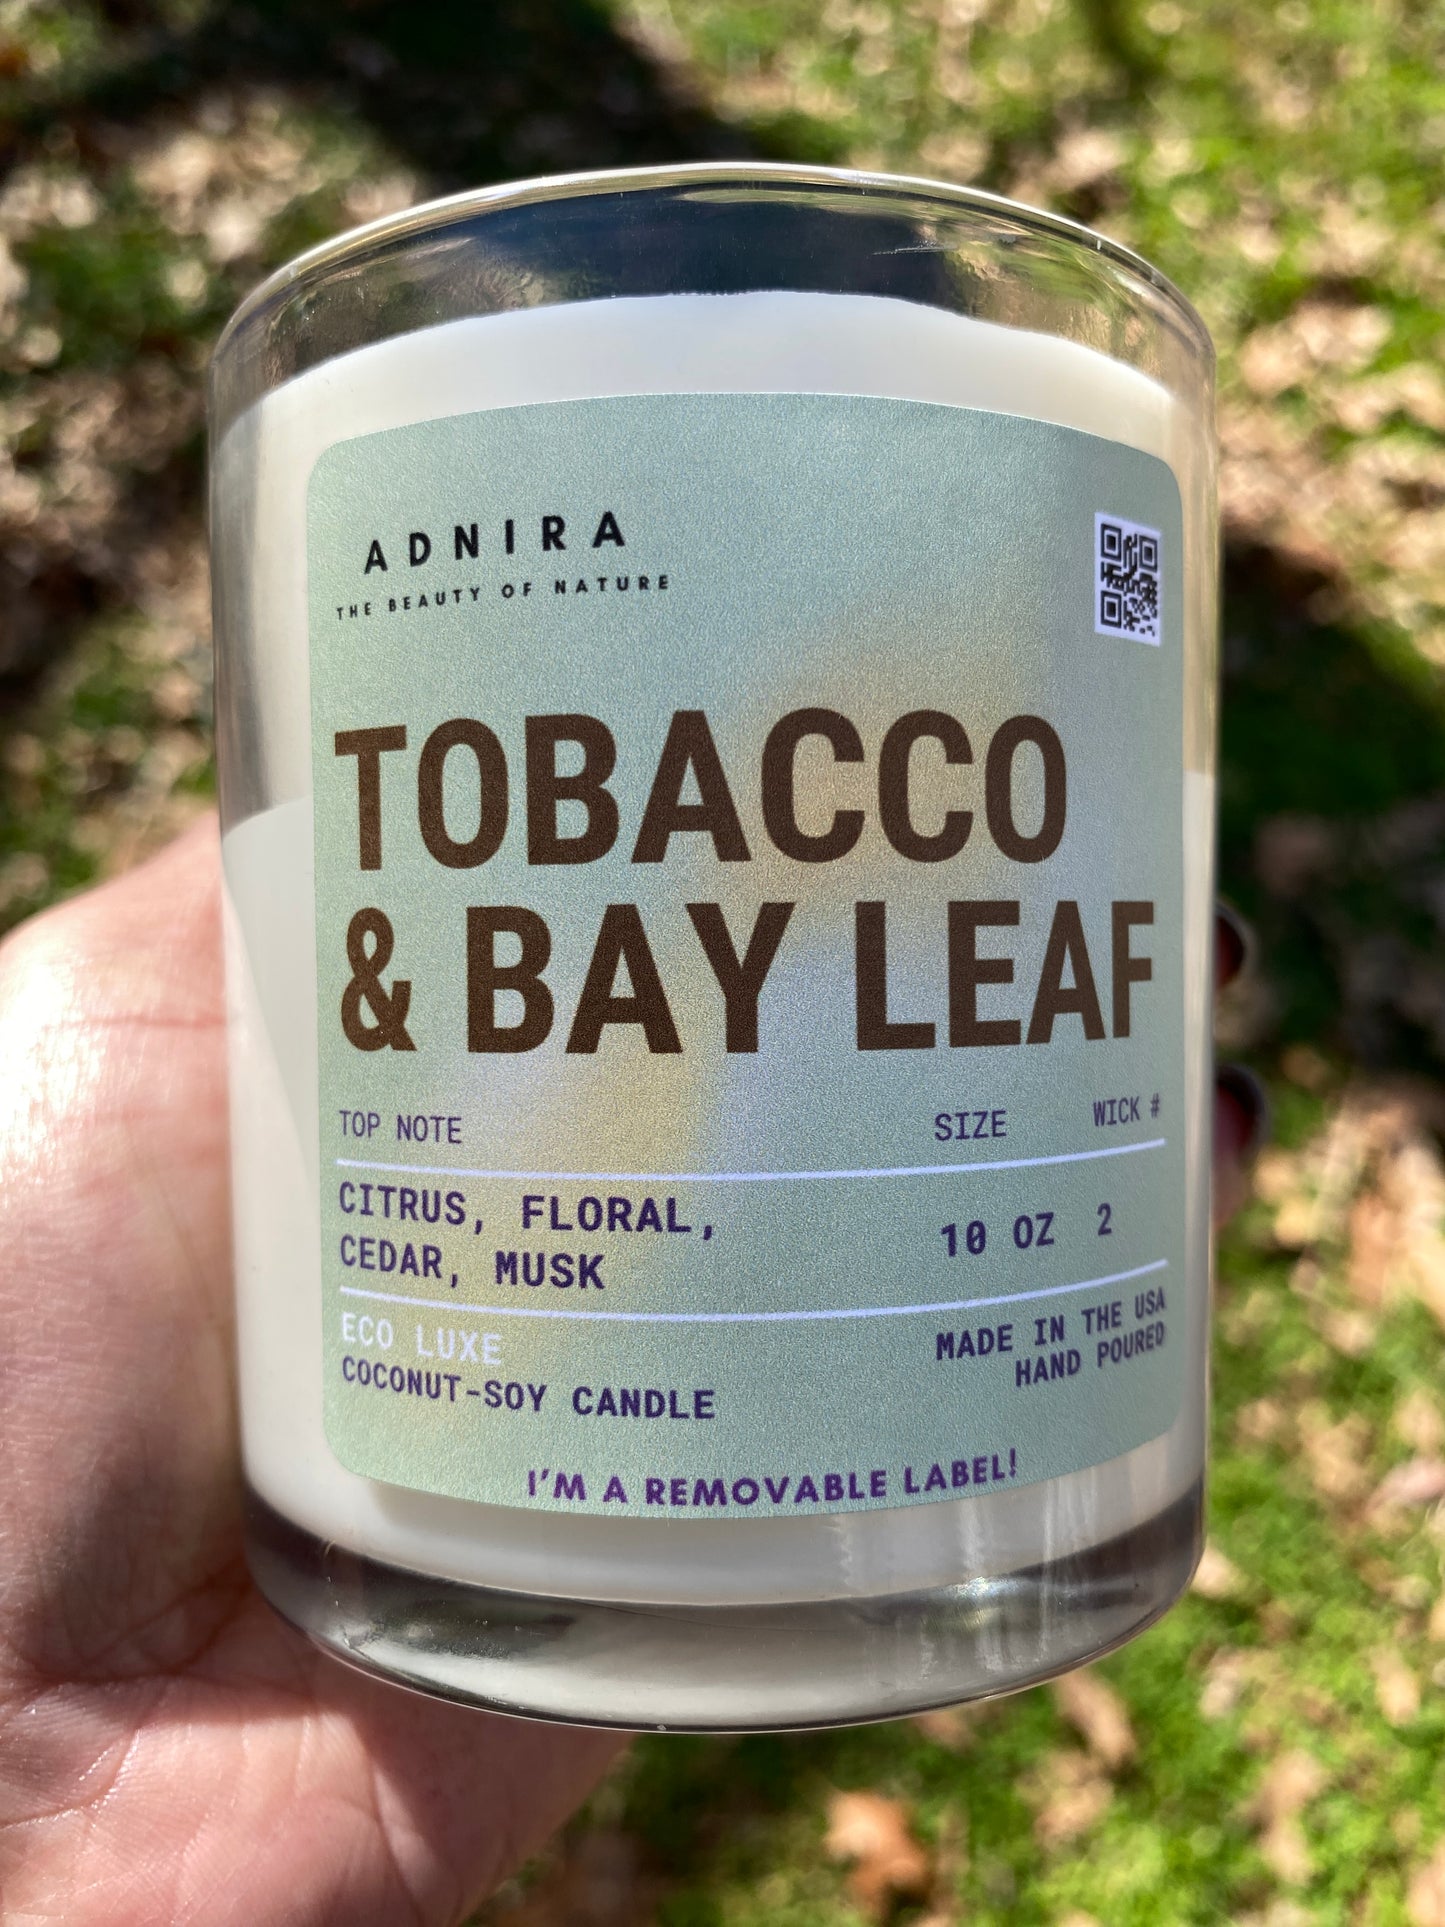 ADNIRA
THE BEAUTY OF NATURE
TOBACCO
& BAY LEAF
TOP NOTE SIZE WICK #
CITRUS, FLORAL,
CEDAR, MUSK
10 OZ 2
ECO LUXE
COCONUT-SOY CANDLE
MADE IN THE USA
HAND POURED
I'M A REMOVABLE LABEL!